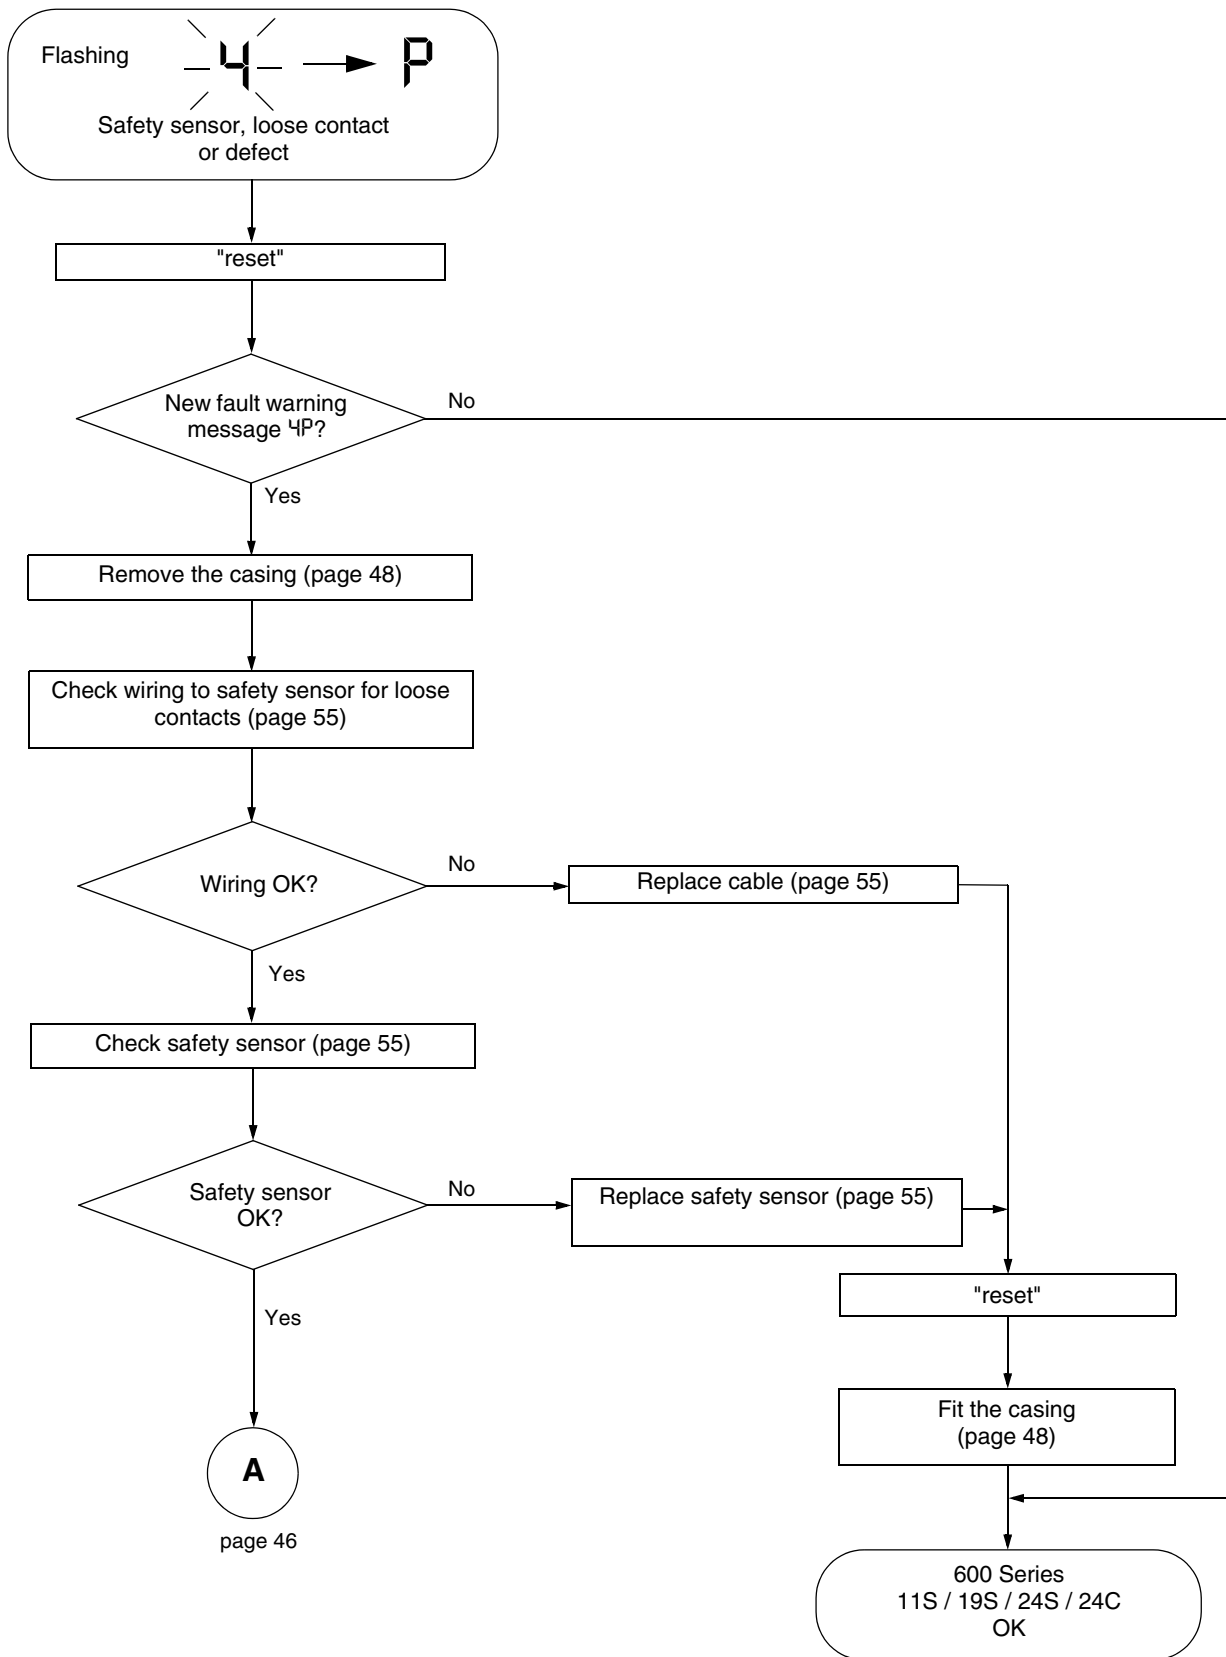 Flashing
4 P
Safety sensor, loose contact
or defect
"reset"
New fault warning
message 4P?
No
Yes
Remove the casing (page 48)
Check wiring to safety sensor for loose
contacts (page 55)
Wiring OK?
No
Replace cable (page 55)
Yes
Check safety sensor (page 55)
Safety sensor
OK?
No
Replace safety sensor (page 55)
Yes
"reset"
Fit the casing
(page 48)
A
page 46
600 Series
11S / 19S / 24S / 24C
OK